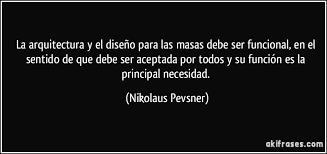 La arquitectura y el diseño para las masas debe ser funcional, en el
sentido de que debe ser aceptada por todos y su función es la
principal necesidad.
(Nikolaus Pevsner)
akifrases.com